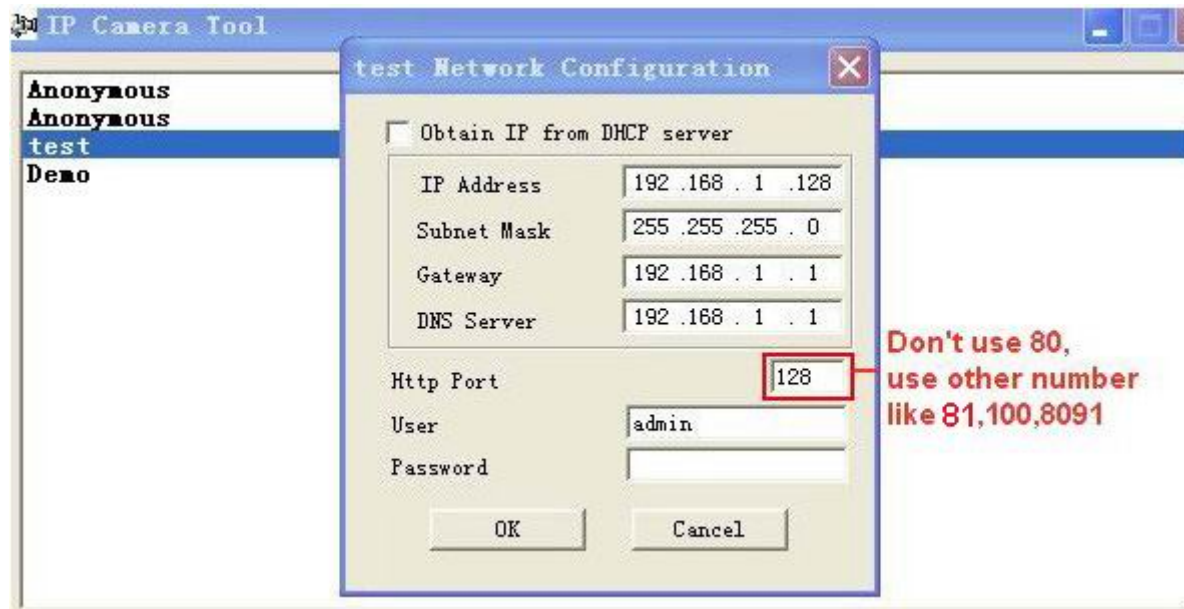 IP Camera Tool
test Network Configuration
Anonymous
Anonymous
test
Demo
Obtain IP from DHCP server
IP Address 192 .168 . 1 .128
Subnet Mask 255 .255 .255 . 0
Gateway 192 .168 . 1 . 1
DNS Server 192 .168 . 1 . 1
Http Port 128
User admin
Password
OK Cancel
Don't use 80,
use other number
like 81,100,8091